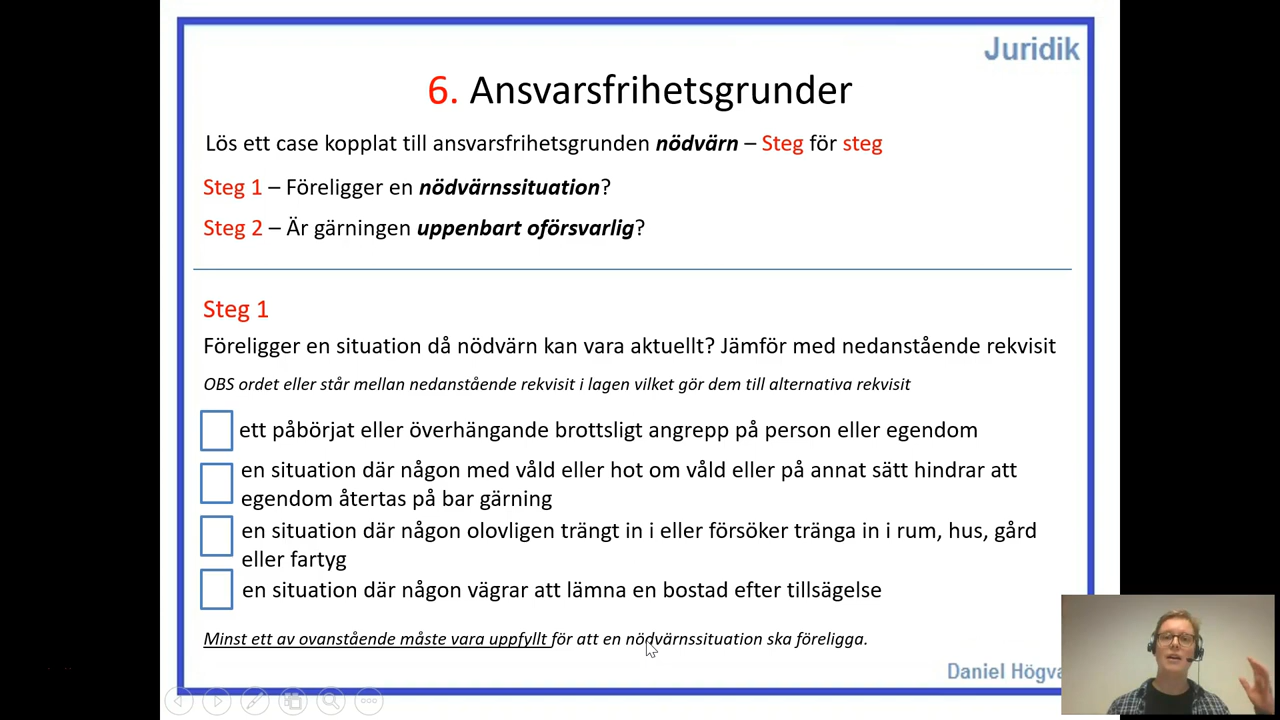 Juridik
6. Ansvarsfrihetsgrunder
Lös ett case kopplat till ansvarsfrihetsgrunden nödvärn – Steg för steg
Steg 1 – Föreligger en nödvärnssituation?
Steg 2 – Är gärningen uppenbart oförsvarlig?
Steg 1
Föreligger en situation då nödvärn kan vara aktuellt? Jämför med nedanstående rekvisit
OBS ordet eller står mellan nedanstående rekvisit i lagen vilket gör dem till alternativa rekvisit
ett påbörjat eller överhängande brottsligt angrepp på person eller egendom
en situation där någon med våld eller hot om våld eller på annat sätt hindrar att
egendom återtas på bar gärning
en situation där någon olovligen trängt in i eller försöker tränga in i rum, hus, gård
eller fartyg
en situation där någon vägrar att lämna en bostad efter tillsägelse
Minst ett av ovanstående måste vara uppfyllt för att en nödvärnssituation ska föreligga.
Daniel